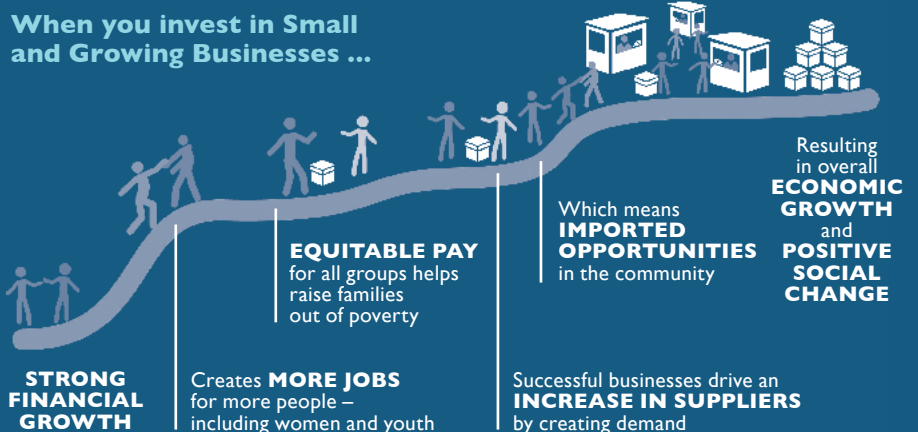 When you invest in Small
and Growing Businesses ...
STRONG
FINANCIAL
GROWTH
Creates MORE JOBS
for more people –
including women and youth
EQUITABLE PAY
for all groups helps
raise families
out of poverty
Successful businesses drive an
INCREASE IN SUPPLIERS
by creating demand
Which means
IMPORTED
OPPORTUNITIES
in the community
Resulting
in overall
ECONOMIC
GROWTH
and
POSITIVE
SOCIAL
CHANGE